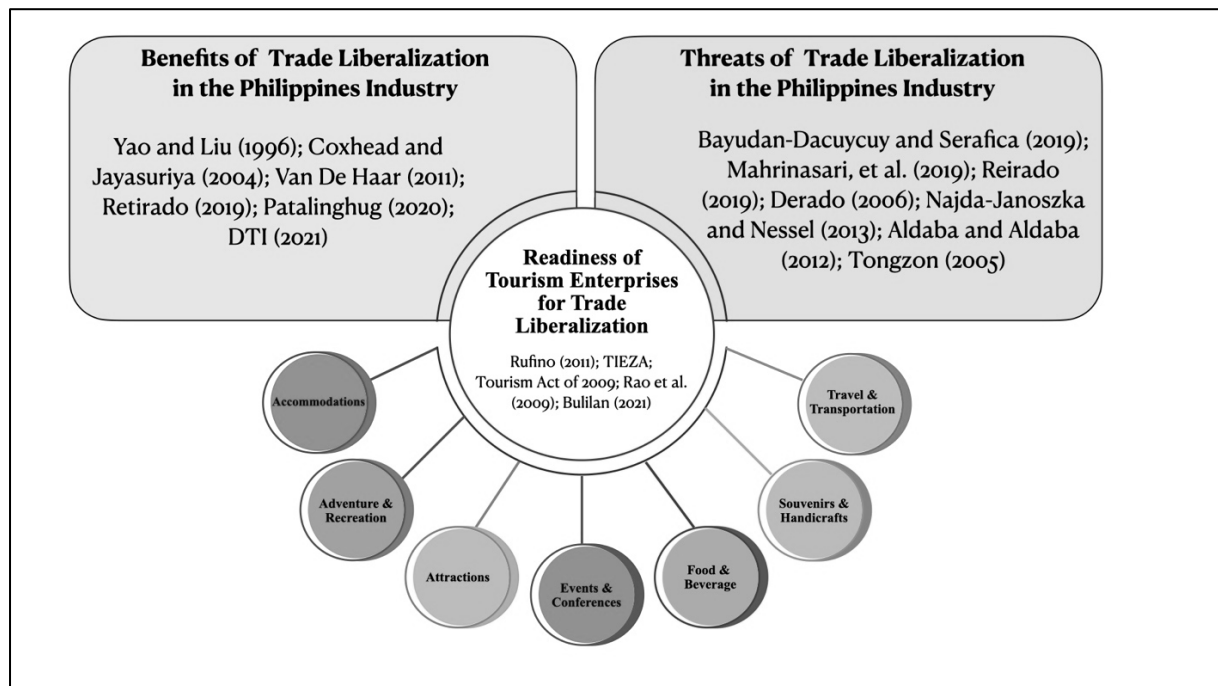 Benefits of Trade Liberalization
in the Philippines Industry
Yao and Liu (1996); Coxhead and
Jayasuriya (2004); Van De Haar (2011);
Retirado (2019); Patalinghug (2020);
DTI (2021)
Threats of Trade Liberalization
in the Philippines Industry
Bayudan-Dacuycuy and Serafica (2019);
Mahrinasari, et al. (2019); Reirado
(2019); Derado (2006); Najda-Janoszka
and Nessel (2013); Aldaba and Aldaba
(2012); Tongzon (2005)
Readiness of
Tourism Enterprises
for Trade
Liberalization
Rufino (2011); TIEZA;
Tourism Act of 2009; Rao et al.
(2009); Bulilan (2021)
Accommodations
Adventure &
Recreation
Attractions
Events &
Conferences
Food &
Beverage
Souvenirs &
Handicrafts
Travel &
Transportation